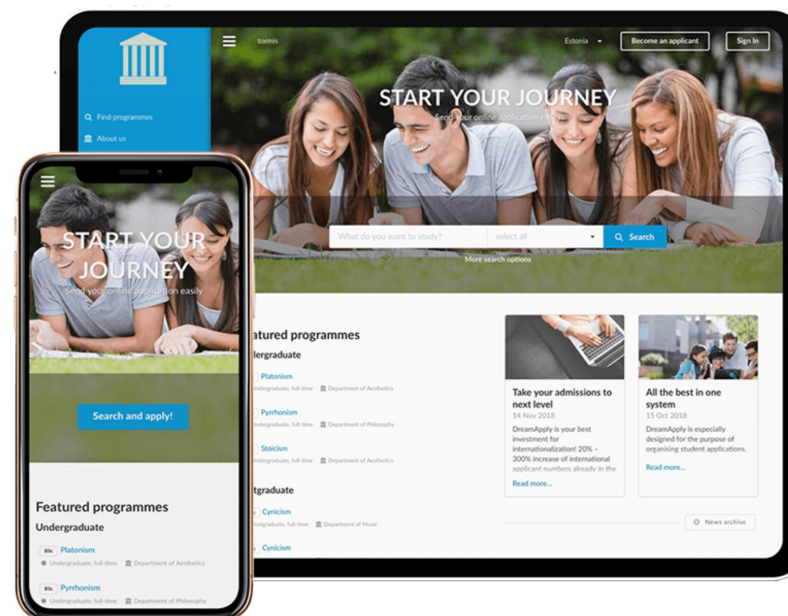 tormis
Estonia
Become an applicant
Sign In
Find programmes
About us
START YOUR JOURNEY
Send your online application easily
What do you want to study?
select all
Search
More search options
atured programmes
dergraduate
Platonism
Undergraduate, full-time
Department of Aesthetics
Pyrrhonism
ndergraduate, full-time
Department of Philosophy
Stoicism
ndergraduate, full-time
Department of Aesthetics
tgraduate
Cynicism
ostgraduate, full-time
Department of Music
Cynicism
Take your admissions to
next level
14 Nov 2018
DreamApply is your best
investment for
internationalization! 20% –
300% increase of international
applicant numbers already in the
Read more...
All the best in one
system
15 Oct 2018
DreamApply is especially
designed for the purpose of
organising student applications.
Read more...
News archive
START YOUR
JOURNEY
Send your online application easily
Search and apply!
Featured programmes
Undergraduate
BSc Platonism
Undergraduate, full-time
Department of Aesthetics
BSc Pyrrhonism
Undergraduate, full-time
Department of Philosophy